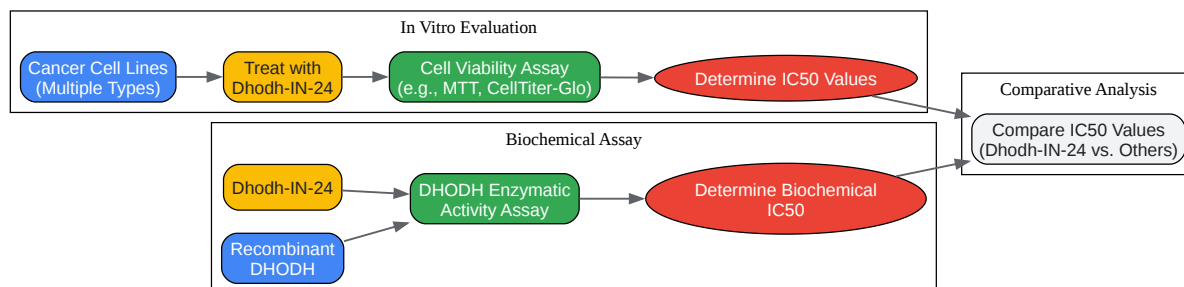 In Vitro Evaluation
Cancer Cell Lines
(Multiple Types)
Treat with
Dhodh-IN-24
Cell Viability Assay
(e.g., MTT, CellTiter-Glo)
Determine IC50 Values
Biochemical Assay
Dhodh-IN-24
Recombinant
DHODH
DHODH Enzymatic
Activity Assay
Determine Biochemical
IC50
Comparative Analysis
Compare IC50 Values
(Dhodh-IN-24 vs. Others)